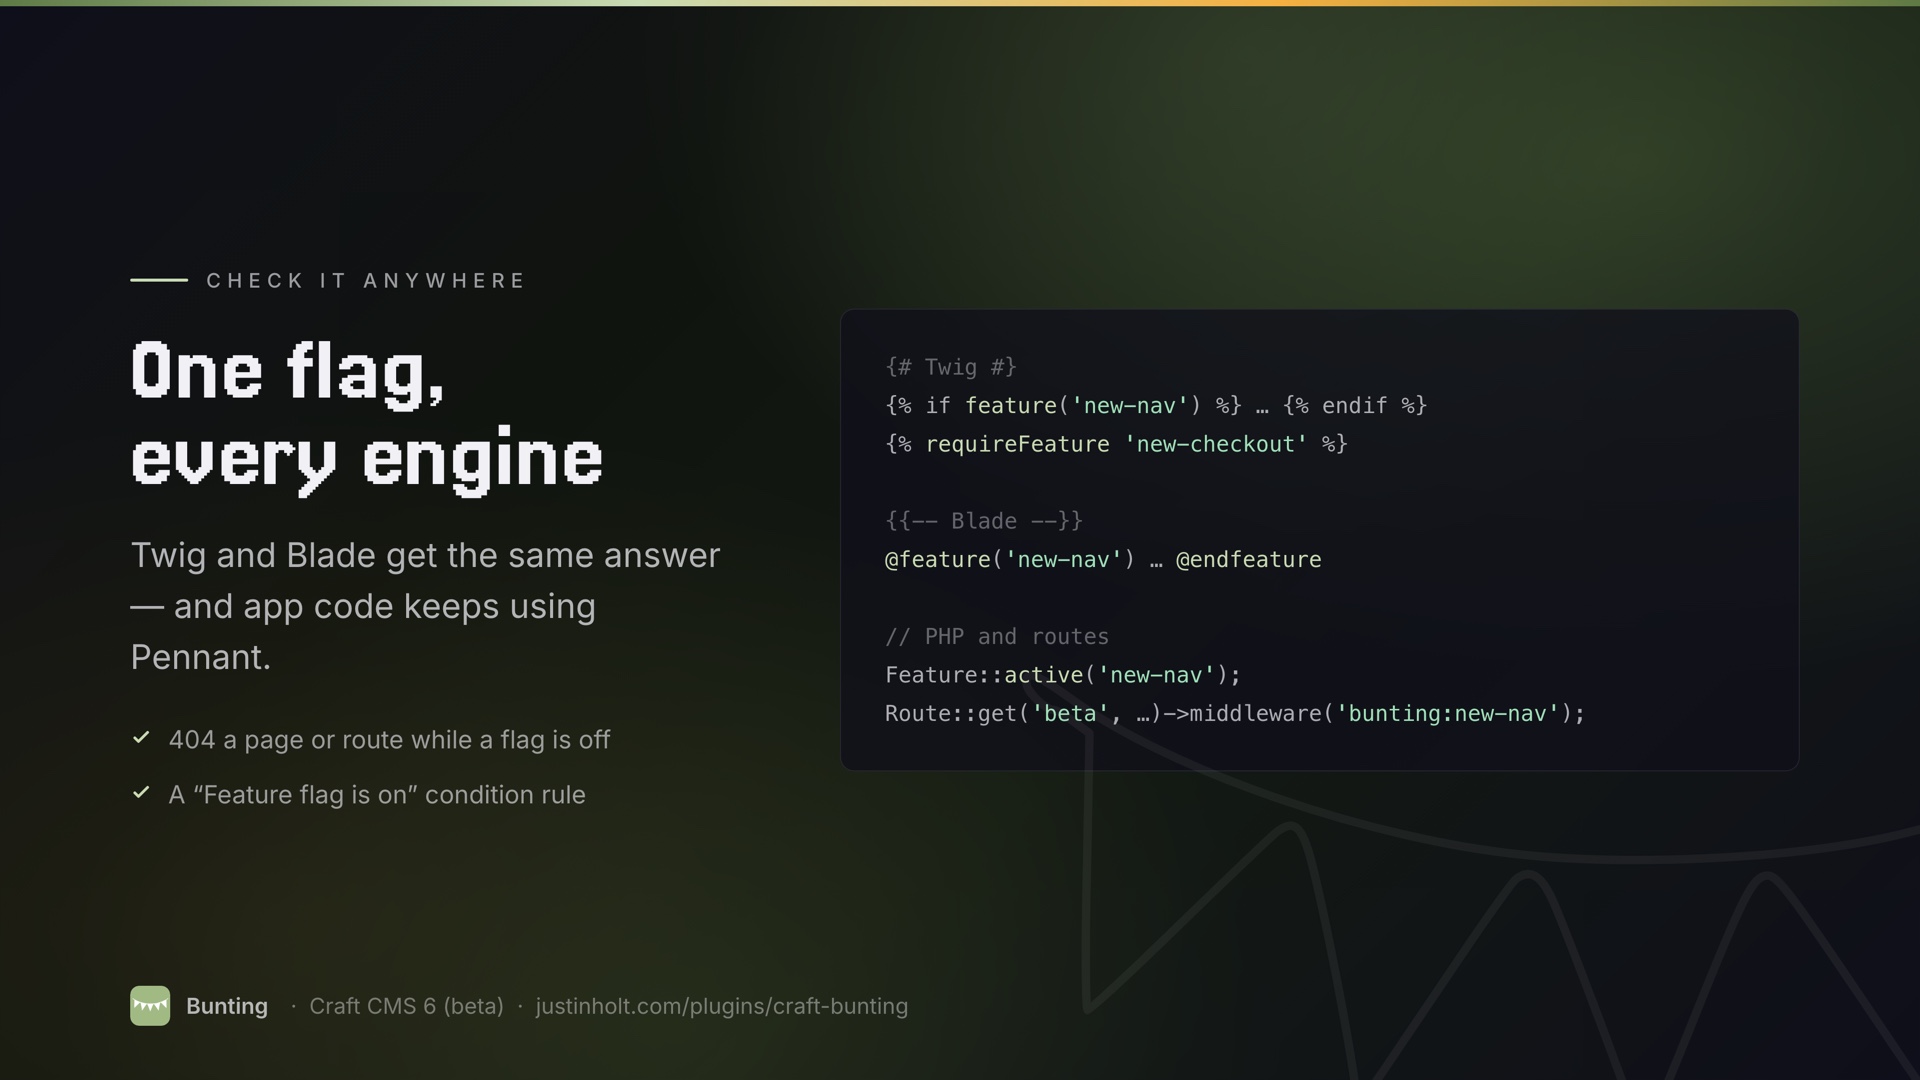 CHECK IT ANYWHERE
One flag,
every engine
Twig and Blade get the same answer
— and app code keeps using
Pennant.
404 a page or route while a flag is off
A “Feature flag is on” condition rule
{# Twig #}
{% if feature('new-nav') %} … {% endif %}
{% requireFeature 'new-checkout' %}
{{-- Blade --}}
@feature('new-nav') … @endfeature
// PHP and routes
Feature::active('new-nav');
Route::get('beta', …)->middleware('bunting:new-nav');
Bunting · Craft CMS 6 (beta) · justinholt.com/plugins/craft-bunting